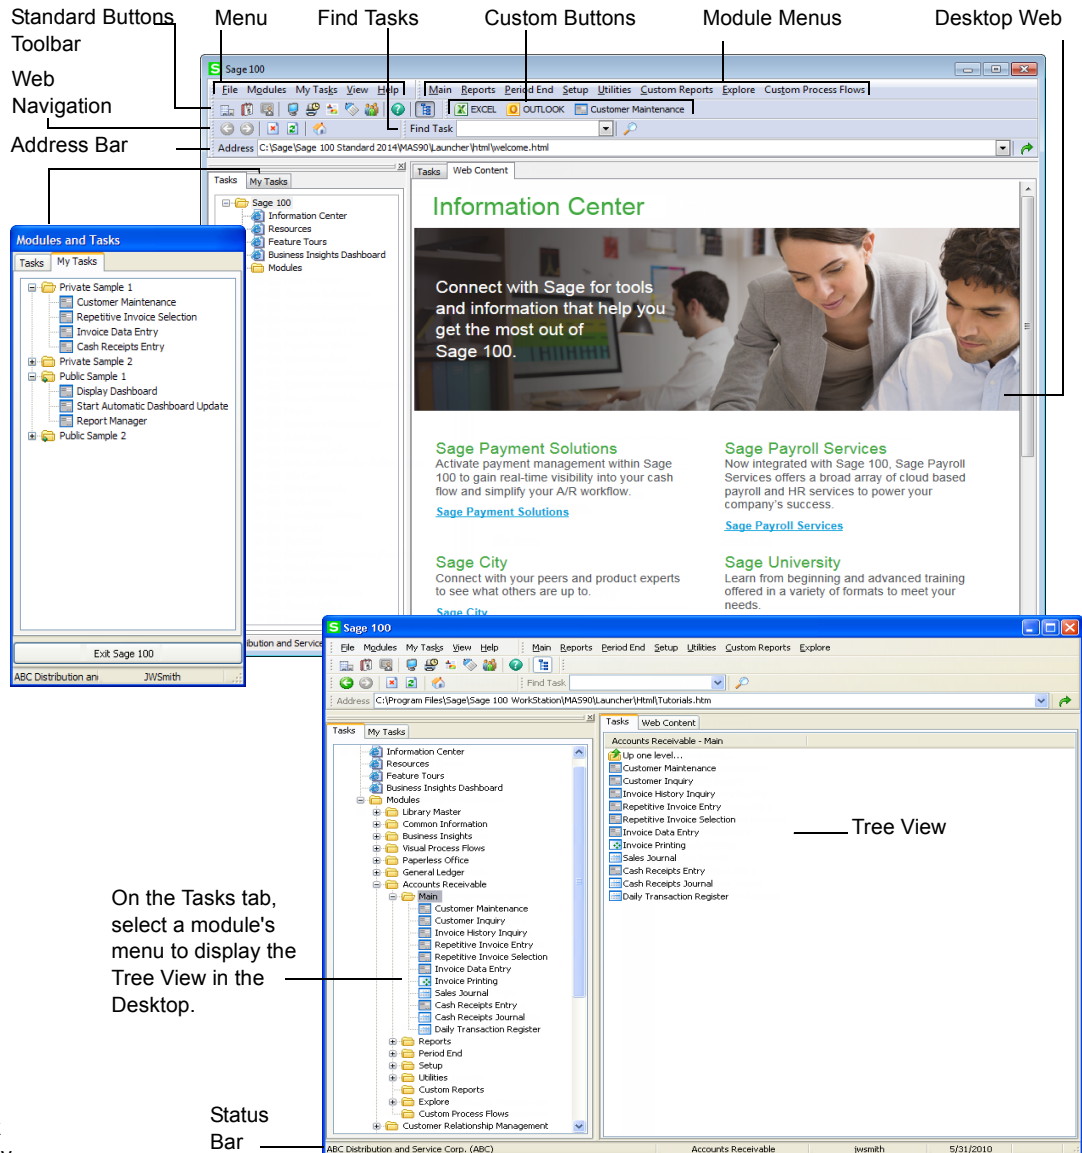 Standard Buttons
Toolbar
Menu
Find Tasks
Custom Buttons
Module Menus
Desktop Web
Web
Navigation
Address Bar
Sage 100
File Modules My Tasks View Help Main Reports Period End Setup Utilities Custom Reports Explore Custom Process Flows
EXCEL OUTLOOK Customer Maintenance
Find Task
Address C:\Sage\Sage 100 Standard 2014\MAS90\Launcher\html\welcome.html
Tasks My Tasks
Sage 100
Information Center
Resources
Feature Tours
Business Insights Dashboard
Modules
Tasks Web Content
Information Center
Connect with Sage for tools
and information that help you
get the most out of
Sage 100.
Sage Payment Solutions
Activate payment management within Sage
100 to gain real-time visibility into your cash
flow and simplify your A/R workflow.
Sage Payment Solutions
Sage Payroll Services
Now integrated with Sage 100, Sage Payroll
Services offers a broad array of cloud based
payroll and HR services to power your
company's success.
Sage Payroll Services
Sage City
Connect with your peers and product experts
to see what others are up to.
Sage City
Sage University
Learn from beginning and advanced training
offered in a variety of formats to meet your
needs.
Modules and Tasks
Tasks My Tasks
Private Sample 1
Customer Maintenance
Repetitive Invoice Selection
Invoice Data Entry
Cash Receipts Entry
Private Sample 2
Public Sample 1
Display Dashboard
Start Automatic Dashboard Update
Report Manager
Public Sample 2
Exit Sage 100
ABC Distribution an JWSmith
ibution and Service
Sage 100
File Modules My Tasks View Help Main Reports Period End Setup Utilities Custom Reports Explore
Find Task
Address C:\Program Files\Sage\Sage 100 WorkStation\MAS90\Launcher\Html\Tutorials.htm
Tasks My Tasks
Information Center
Resources
Feature Tours
Business Insights Dashboard
Modules
Library Master
Common Information
Business Insights
Visual Process Flows
Paperless Office
General Ledger
Accounts Receivable
Main
Customer Maintenance
Customer Inquiry
Invoice History Inquiry
Repetitive Invoice Entry
Repetitive Invoice Selection
Invoice Data Entry
Invoice Printing
Sales Journal
Cash Receipts Entry
Cash Receipts Journal
Daily Transaction Register
Reports
Period End
Setup
Utilities
Custom Reports
Explore
Custom Process Flows
Customer Relationship Management
Tasks Web Content
Accounts Receivable - Main
Up one level...
Customer Maintenance
Customer Inquiry
Invoice History Inquiry
Repetitive Invoice Entry
Repetitive Invoice Selection
Invoice Data Entry
Invoice Printing
Sales Journal
Cash Receipts Entry
Cash Receipts Journal
Daily Transaction Register
Tree View
On the Tasks tab,
select a module's
menu to display the
Tree View in the
Desktop.
Status
Bar
ABC Distribution and Service Corp. (ABC) Accounts Receivable jwsmith 5/31/2010